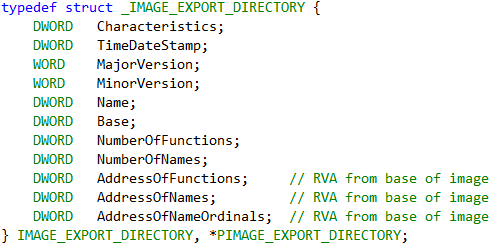 typedef struct _IMAGE_EXPORT_DIRECTORY {
    DWORD   Characteristics;
    DWORD   TimeDateStamp;
    WORD    MajorVersion;
    WORD    MinorVersion;
    DWORD   Name;
    DWORD   Base;
    DWORD   NumberOfFunctions;
    DWORD   NumberOfNames;
    DWORD   AddressOfFunctions;     // RVA from base of image
    DWORD   AddressOfNames;         // RVA from base of image
    DWORD   AddressOfNameOrdinals;  // RVA from base of image
} IMAGE_EXPORT_DIRECTORY, *PIMAGE_EXPORT_DIRECTORY;